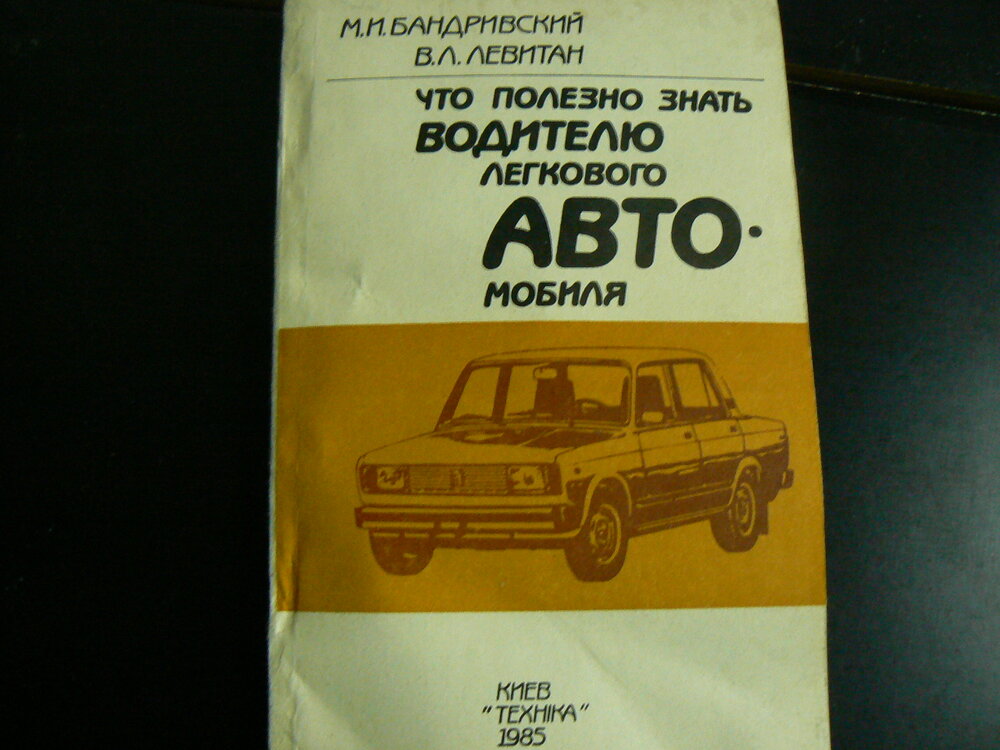 М.И.БАНДРИВСКИЙ
В.Л.ЛЕВИТАН
ЧТО ПОЛЕЗНО ЗНАТЬ
ВОДИТЕЛЮ
ЛЕГКОВОГО
АВТО-
МОБИЛЯ
КИЕВ
"ТЕХНІКА"
1985